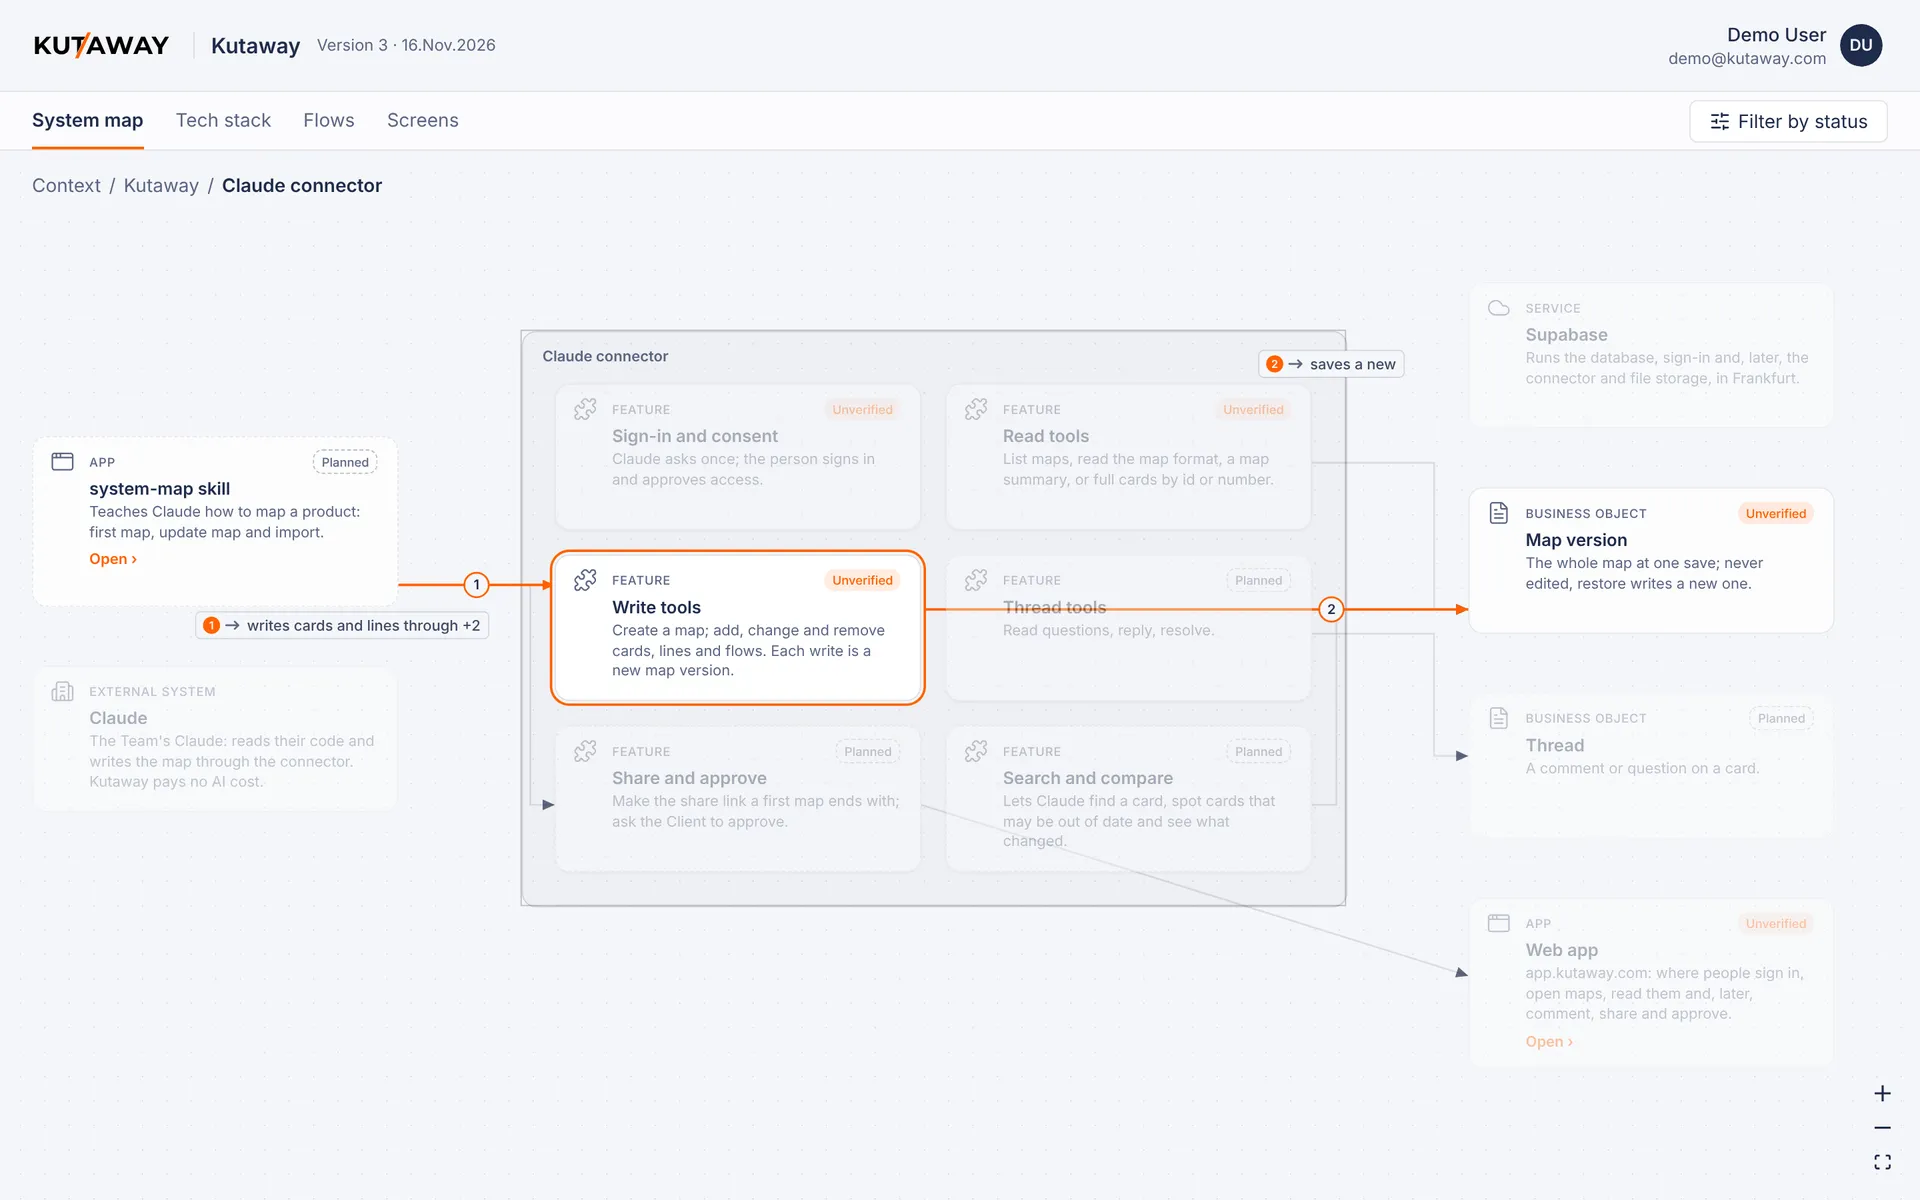 KUTAWAY
Kutaway
Version 3 · 16.Nov.2026
Demo User
demo@kutaway.com
DU
System map
Tech stack
Flows
Screens
Filter by status
Context / Kutaway / Claude connector
APP
Planned
system-map skill
Teaches Claude how to map a product:
first map, update map and import.
Open ›
1
1 → writes cards and lines through +2
EXTERNAL SYSTEM
Claude
The Team's Claude: reads their code and
writes the map through the connector.
Kutaway pays no AI cost.
Claude connector
2 → saves a new
FEATURE
Unverified
Sign-in and consent
Claude asks once; the person signs in
and approves access.
FEATURE
Unverified
Read tools
List maps, read the map format, a map
summary, or full cards by id or number.
FEATURE
Unverified
Write tools
Create a map; add, change and remove
cards, lines and flows. Each write is a
new map version.
FEATURE
Planned
Thread tools
Read questions, reply, resolve.
2
FEATURE
Planned
Share and approve
Make the share link a first map ends with;
ask the Client to approve.
FEATURE
Planned
Search and compare
Lets Claude find a card, spot cards that
may be out of date and see what
changed.
SERVICE
Supabase
Runs the database, sign-in and, later, the
connector and file storage, in Frankfurt.
BUSINESS OBJECT
Unverified
Map version
The whole map at one save; never
edited, restore writes a new one.
BUSINESS OBJECT
Planned
Thread
A comment or question on a card.
APP
Unverified
Web app
app.kutaway.com: where people sign in,
open maps, read them and, later,
comment, share and approve.
Open ›